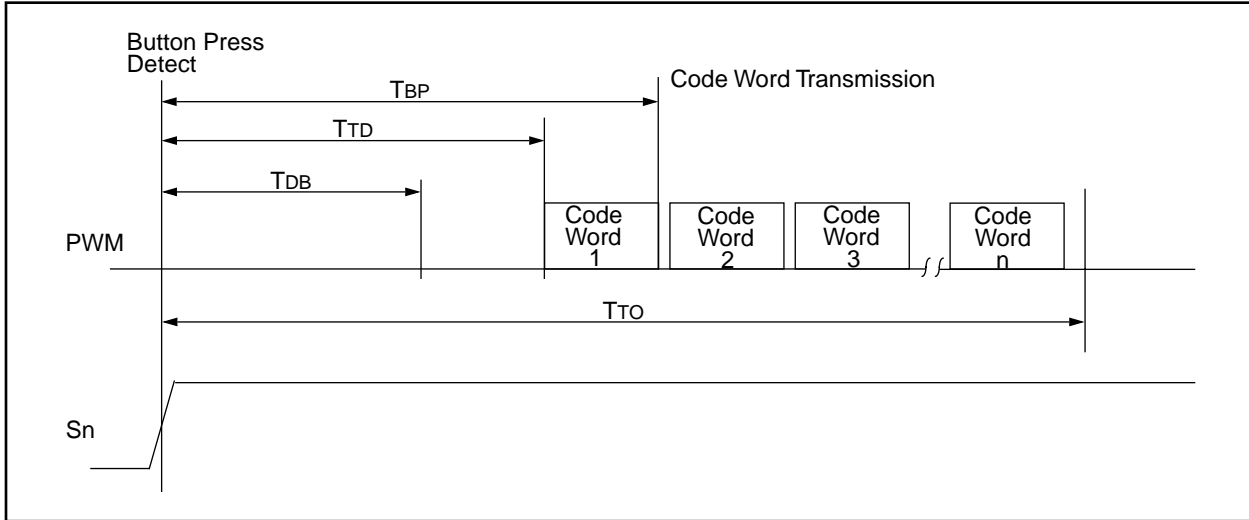 Button Press
Detect
Code Word Transmission
TBP
TTD
TDB
PWM
Code
Word
1
Code
Word
2
Code
Word
3
Code
Word
n
TTO
Sn